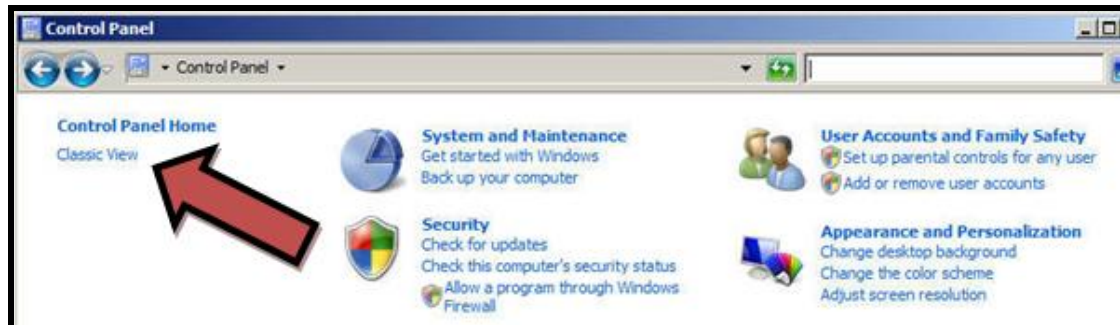 Control Panel
Control Panel
Control Panel Home
Classic View
System and Maintenance
Get started with Windows
Back up your computer
Security
Check for updates
Check this computer's security status
Allow a program through Windows
Firewall
User Accounts and Family Safety
Set up parental controls for any user
Add or remove user accounts
Appearance and Personalization
Change desktop background
Change the color scheme
Adjust screen resolution